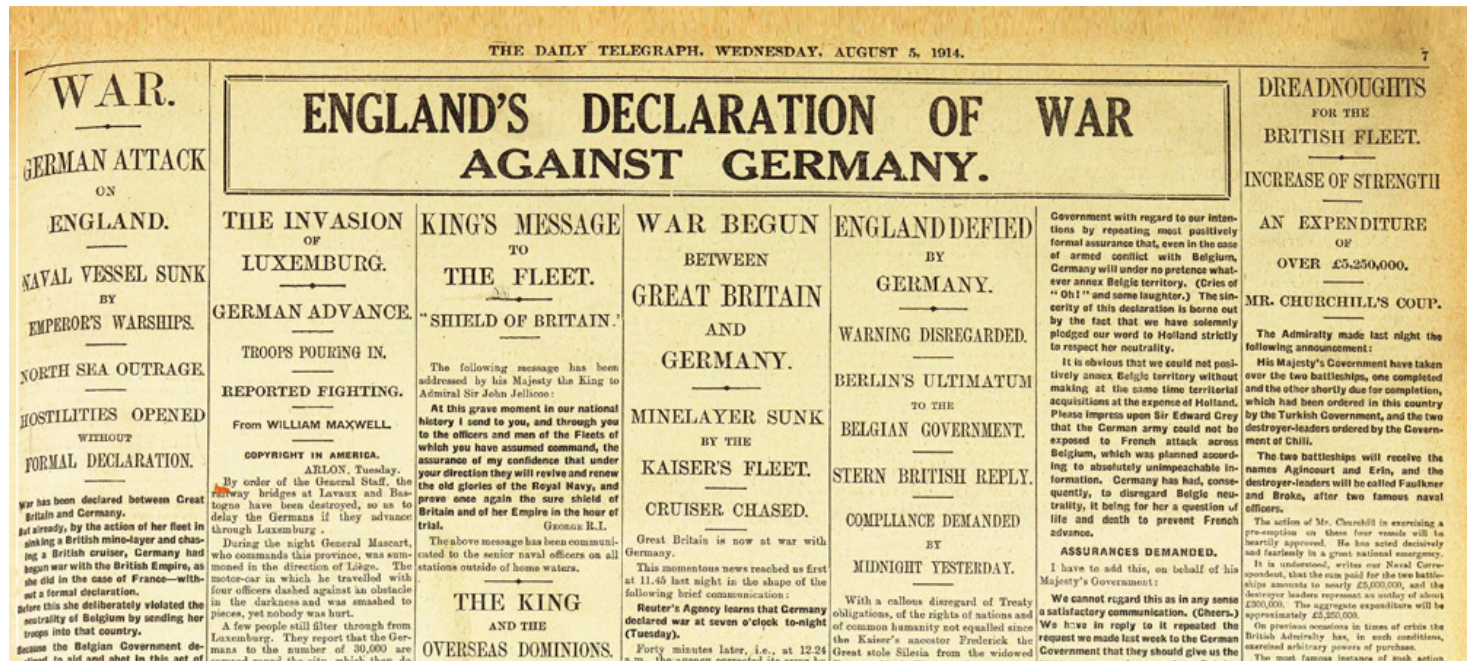 THE DAILY TELEGRAPH, WEDNESDAY, AUGUST 5, 1914.
7
WAR.
GERMAN ATTACK
ON
ENGLAND.
NAVAL VESSEL SUNK
BY
EMPEROR'S WARSHIPS.
NORTH SEA OUTRAGE.
HOSTILITIES OPENED
WITHOUT
FORMAL DECLARATION.
War has been declared between Great
Britain and Germany.
But already, by the action of her fleet in
sinking a British mine-layer and chas-
ing a British cruiser, Germany had
begun war with the British Empire, as
she did in the case of France—with-
out a formal declaration.
Before this she deliberately violated the
neutrality of Belgium by sending her
troops into that country.
Because the Belgian Government de-
to aid and abet in this act of
ENGLAND'S DECLARATION OF WAR
AGAINST GERMANY.
THE INVASION
OF
LUXEMBURG.
GERMAN ADVANCE.
TROOPS POURING IN.
REPORTED FIGHTING.
From WILLIAM MAXWELL.
COPYRIGHT IN AMERICA.
ARLON, Tuesday.
By order of the General Staff, the
railway bridges at Lavaux and Bas-
togne have been destroyed, so as to
delay the Germans if they advance
through Luxemburg.
During the night General Mascart,
who commands this province, was sum-
moned in the direction of Liége. The
motor-car in which he travelled with
four officers dashed against an obstacle
in the darkness and was smashed to
pieces, yet nobody was hurt.
A few people still filter through from
Luxemburg. They report that the Ger-
mans to the number of 30,000 are
round the city, which they do
KING'S MESSAGE
TO
THE FLEET.
"SHIELD OF BRITAIN."
The following message has been
addressed by his Majesty the King to
Admiral Sir John Jellicoe:
At this grave moment in our national
history I send to you, and through you
to the officers and men of the Fleets of
which you have assumed command, the
assurance of my confidence that under
your direction they will revive and renew
the old glories of the Royal Navy, and
prove once again the sure shield of
Britain and of her Empire in the hour of
trial. GEORGE R.I.
The above message has been communi-
cated to the senior naval officers on all
stations outside of home waters.
THE KING
AND THE
OVERSEAS DOMINIONS.
WAR BEGUN
BETWEEN
GREAT BRITAIN
AND
GERMANY.
MINELAYER SUNK
BY THE
KAISER'S FLEET.
CRUISER CHASED.
Great Britain is now at war with
Germany.
This momentous news reached us first
at 11.45 last night in the shape of the
following brief communication:
Reuter's Agency learns that Germany
declared war at seven o'clock to-night
(Tuesday).
Forty minutes later, i.e., at 12.24
a.m., the agency corrected its error by
ENGLAND DEFIED
BY
GERMANY.
WARNING DISREGARDED.
BERLIN'S ULTIMATUM
TO THE
BELGIAN GOVERNMENT.
STERN BRITISH REPLY.
COMPLIANCE DEMANDED
BY
MIDNIGHT YESTERDAY.
With a callous disregard of Treaty
obligations, of the rights of nations and
of common humanity not equalled since
the Kaiser's ancestor Frederick the
Great stole Silesia from the widowed
Government with regard to our inten-
tions by repeating most positively
formal assurance that, even in the case
of armed conflict with Belgium,
Germany will under no pretence what-
ever annex Belgic territory. (Cries of
"Oh!" and some laughter.) The sin-
cerity of this declaration is borne out
by the fact that we have solemnly
pledged our word to Holland strictly
to respect her neutrality.
It is obvious that we could not posi-
tively annex Belgic territory without
making at the same time territorial
acquisitions at the expense of Holland.
Please impress upon Sir Edward Grey
that the German army could not be
exposed to French attack across
Belgium, which was planned accord-
ing to absolutely unimpeachable in-
formation. Germany has had, conse-
quently, to disregard Belgic neu-
trality, it being for her a question of
life and death to prevent French
advance.
ASSURANCES DEMANDED.
I have to add this, on behalf of his
Majesty's Government:
We cannot regard this as in any sense
a satisfactory communication. (Cheers.)
We have in reply to it repeated the
request we made last week to the German
Government that they should give us the
DREADNOUGHTS
FOR THE
BRITISH FLEET.
INCREASE OF STRENGTH
AN EXPENDITURE
OF
OVER £5,250,000.
MR. CHURCHILL'S COUP.
The Admiralty made last night the
following announcement:
His Majesty's Government have taken
over the two battleships, one completed
and the other shortly due for completion,
which had been ordered in this country
by the Turkish Government, and the two
destroyer-leaders ordered by the Govern-
ment of Chili.
The two battleships will receive the
names Agincourt and Erin, and the
destroyer-leaders will be called Faulkner
and Broke, after two famous naval
officers.
The action of Mr. Churchill in exercising a
pre-emption on these four vessels will be
heartily approved. He has acted decisively
and fearlessly in a great national emergency.
It is understood, writes our Naval Corre-
spondent, that the sum paid for the two battle-
ships amounts to nearly £5,000,000, and the
destroyer leaders represent an outlay of about
£300,000. The aggregate expenditure will be
approximately £5,250,000.
On previous occasions in times of crisis the
British Admiralty has, in such conditions,
exercised arbitrary powers of purchase.
The most famous instance of such action